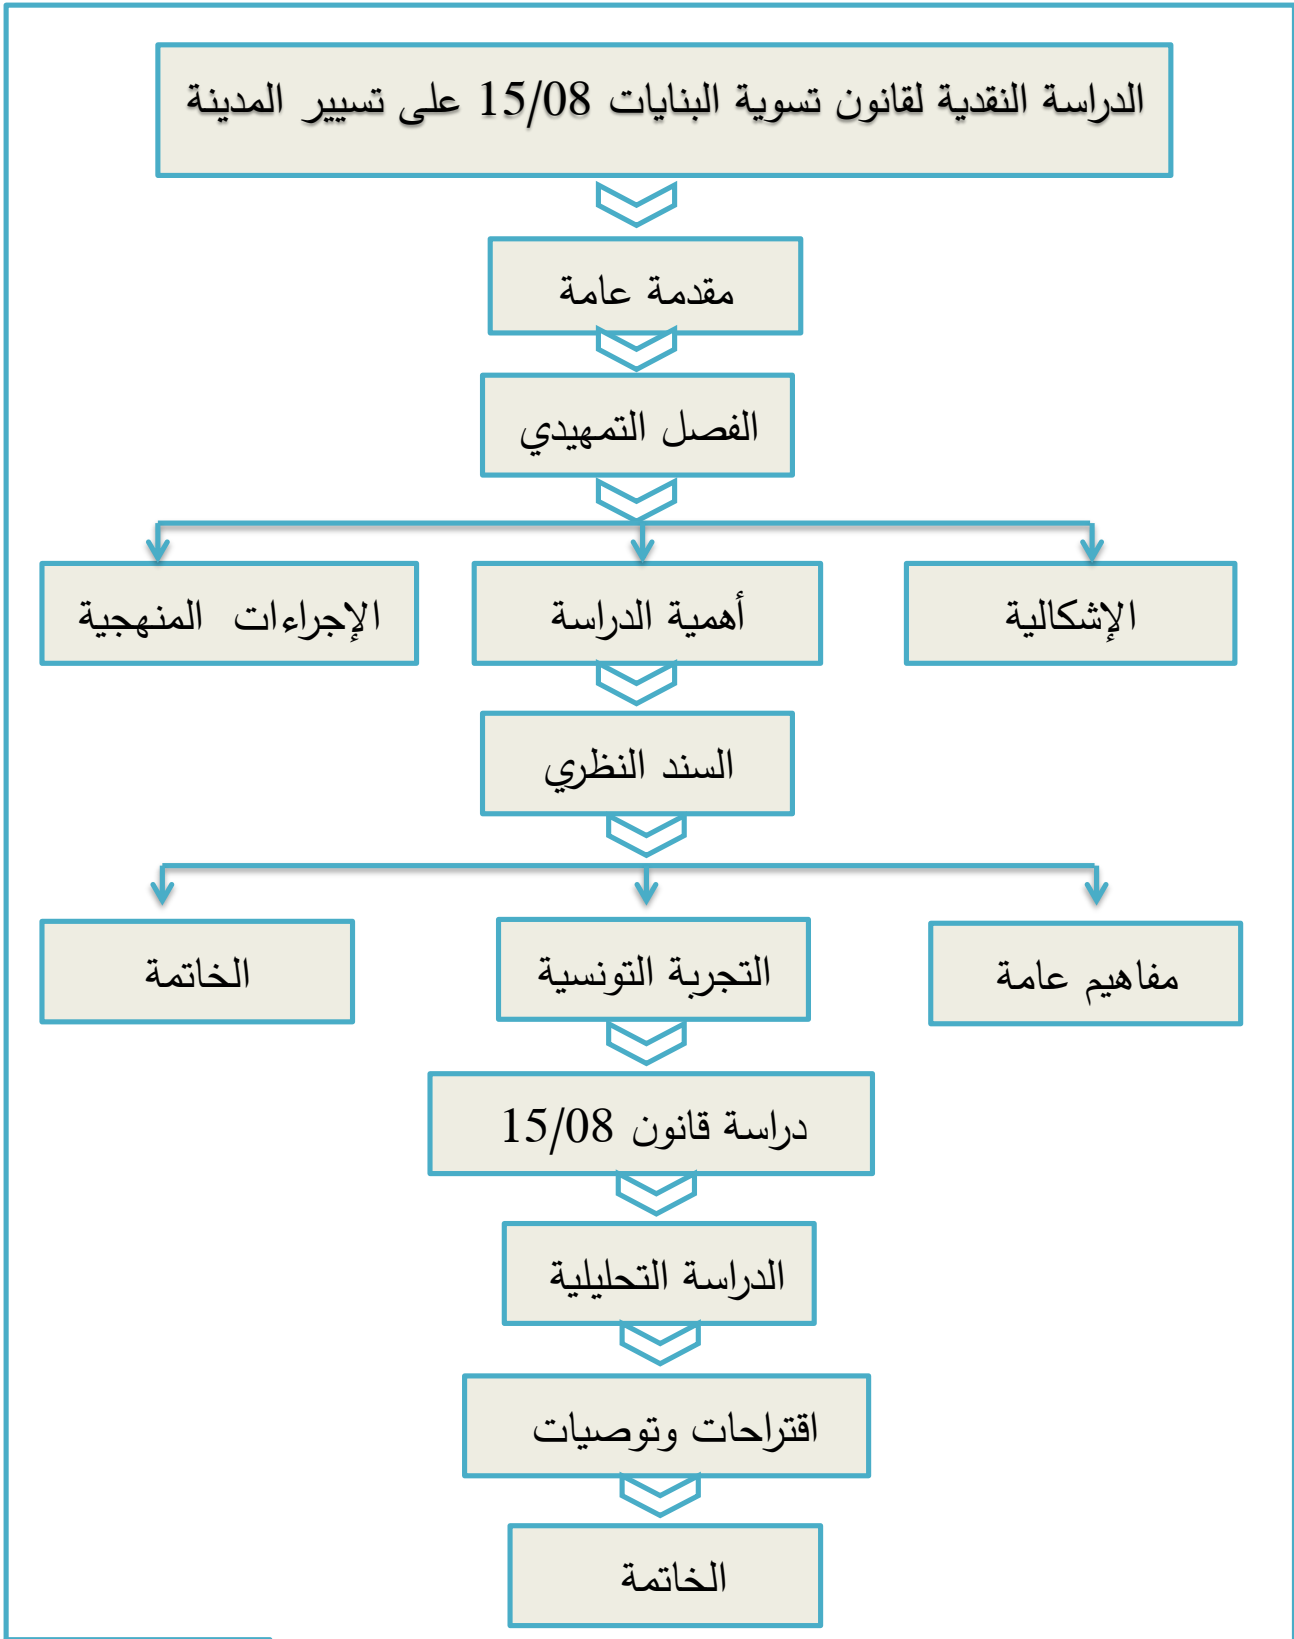 الدراسة النقدية لقانون تسوية البنايات 15/08 على تسيير المدينة
مقدمة عامة
الفصل التمهيدي
الإشكالية
أهمية الدراسة
الإجراءات المنهجية
السند النظري
مفاهيم عامة
التجربة التونسية
الخاتمة
دراسة قانون 15/08
الدراسة التحليلية
اقتراحات وتوصيات
الخاتمة